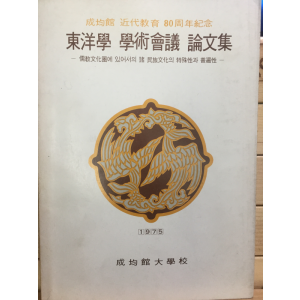 成均館 近代敎育 80周年紀念
東洋學 學術會議 論文集
— 儒敎文化圈에 있어서의 諸 民族文化의 特殊性과 普遍性 —
1975
成均館大學校